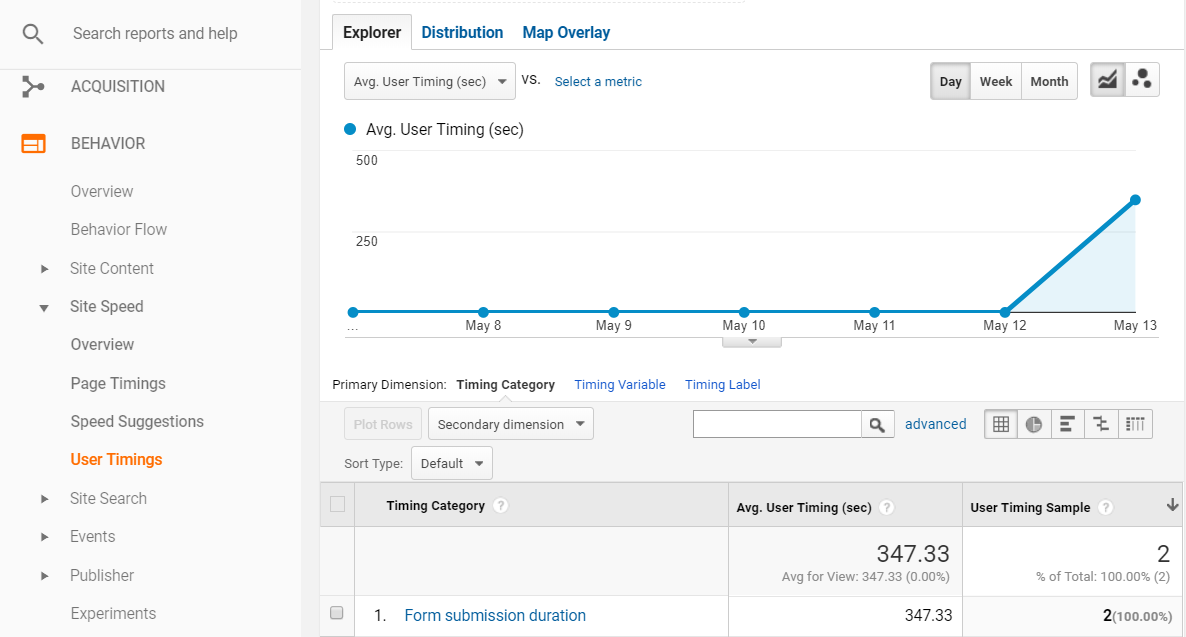 Search reports and help
ACQUISITION
BEHAVIOR
Overview
Behavior Flow
Site Content
Site Speed
Overview
Page Timings
Speed Suggestions
User Timings
Site Search
Events
Publisher
Experiments
Explorer Distribution Map Overlay
Avg. User Timing (sec) VS. Select a metric Day Week Month
Avg. User Timing (sec)
500
250
... May 8 May 9 May 10 May 11 May 12 May 13
Primary Dimension: Timing Category Timing Variable Timing Label
Plot Rows Secondary dimension advanced
Sort Type: Default
Timing Category ? Avg. User Timing (sec) ? User Timing Sample ?
347.33 2
Avg for View: 347.33 (0.00%) % of Total: 100.00% (2)
1. Form submission duration 347.33 2(100.00%)